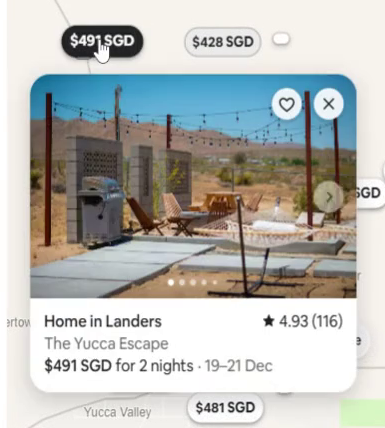 $491 SGD
$428 SGD
SGD
Home in Landers
★ 4.93 (116)
The Yucca Escape
$491 SGD for 2 nights · 19–21 Dec
Yucca Valley
$481 SGD